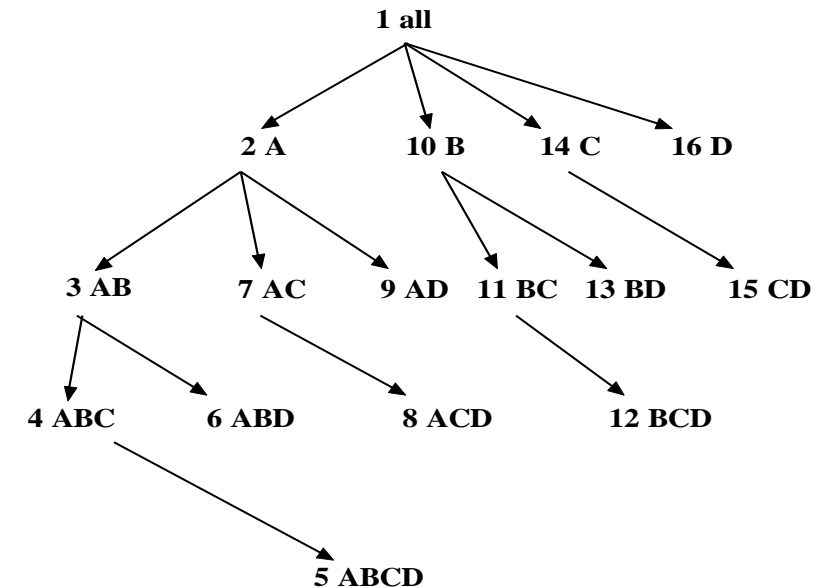 1 all
2 A
10 B
14 C
16 D
3 AB
7 AC
9 AD
11 BC
13 BD
15 CD
4 ABC
6 ABD
8 ACD
12 BCD
5 ABCD